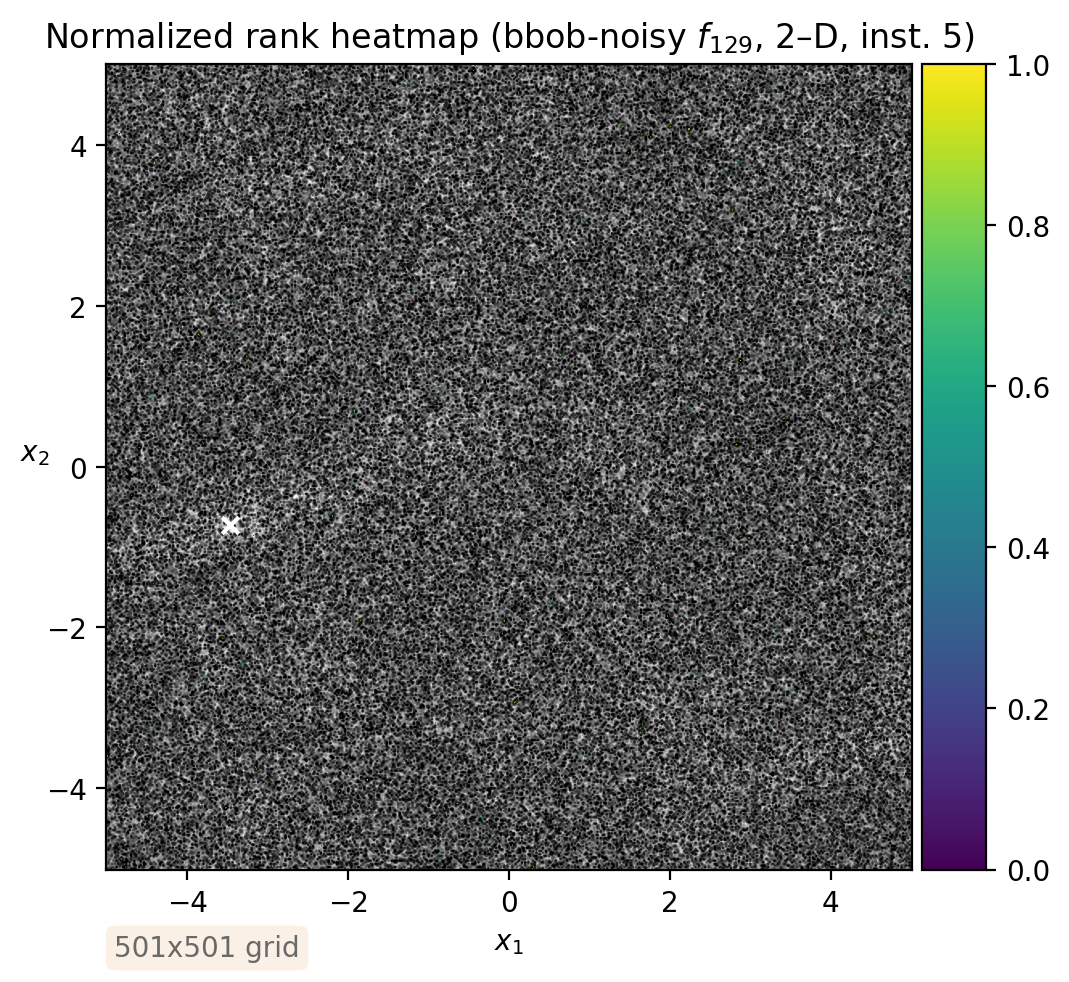 Normalized rank heatmap (bbob-noisy f₁₂₉, 2–D, inst. 5)
1.0
4
0.8
2
0.6
x₂
0
0.4
−2
0.2
−4
0.0
−4 −2 0 2 4
x₁
501x501 grid